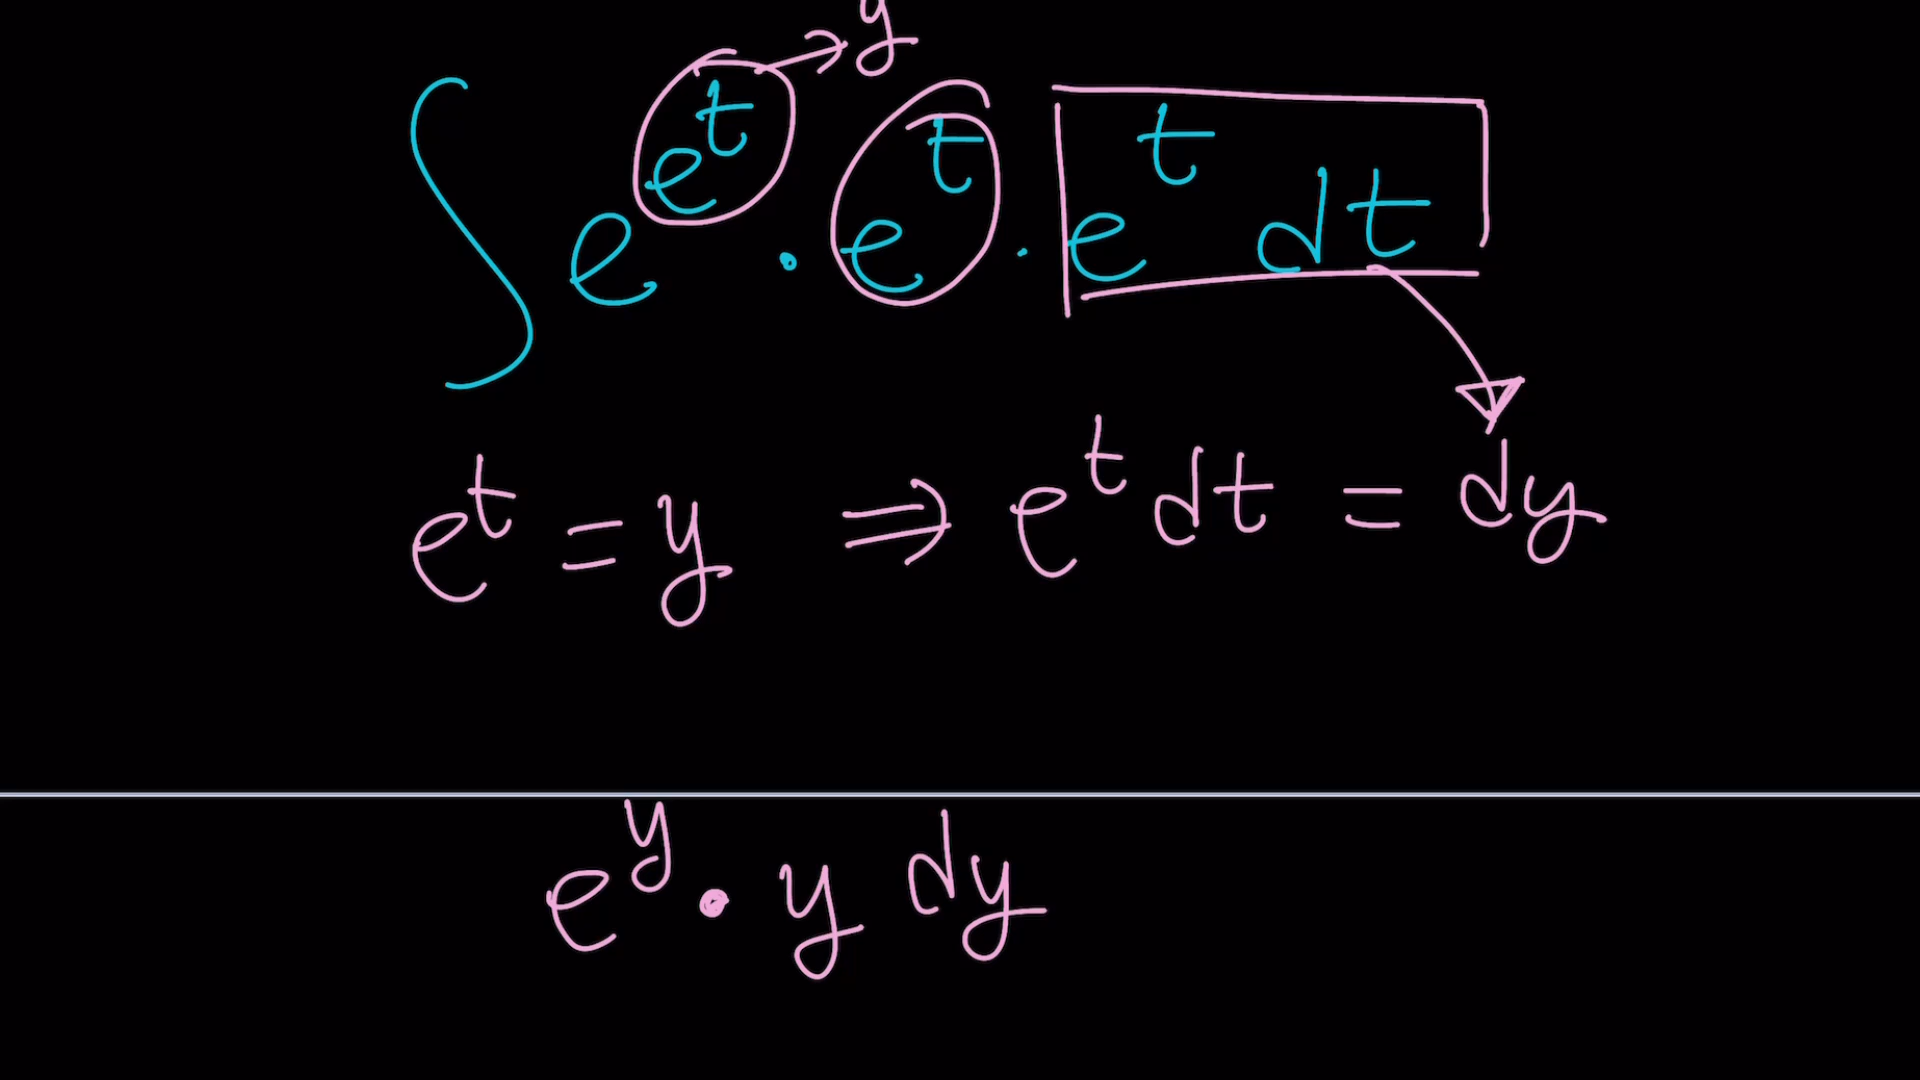 y
∫ e^{e^t} · e^t · e^t dt
e^t = y ⇒ e^t dt = dy
e^y · y dy